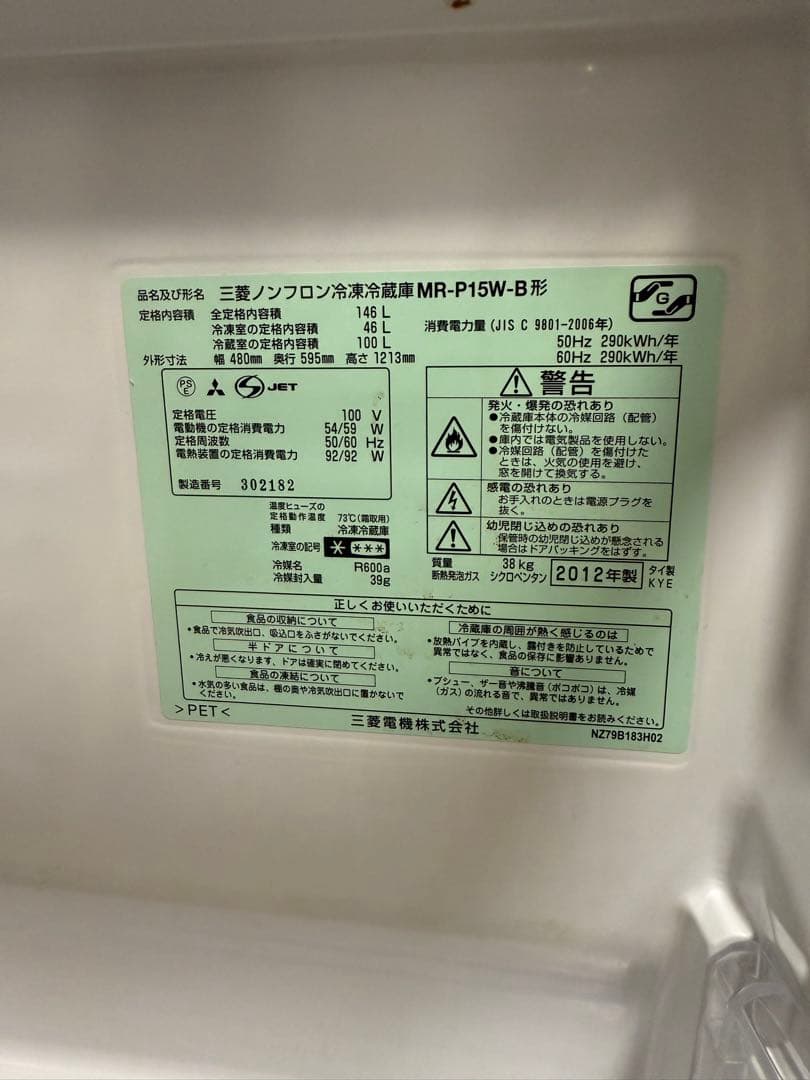 品名及び形名 三菱ノンフロン冷凍冷蔵庫MR-P15W-B形
定格内容積 全定格内容積 146 L
冷凍室の定格内容積 46 L
冷蔵室の定格内容積 100 L
外形寸法 幅 480mm 奥行 595mm 高さ 1213mm
G
消費電力量 (JIS C 9801-2006年)
50Hz 290kWh/年
60Hz 290kWh/年
PSE JET
定格電圧 100 V
電動機の定格消費電力 54/59 W
定格周波数 50/60 Hz
電熱装置の定格消費電力 92/92 W
製造番号 302182
温度ヒューズの
定格動作温度 73℃(霜取用)
種類 冷凍冷蔵庫
冷凍室の記号 * ***
冷媒名 R600a
冷媒封入量 39g
警告
発火・爆発の恐れあり
●冷蔵庫本体の冷媒回路(配管)
を傷付けない。
●庫内では電気製品を使用しない。
●冷媒回路(配管)を傷付けた
ときは、火気の使用を避け、
窓を開けて換気する。
感電の恐れあり
お手入れのときは電源プラグを
抜く。
幼児閉じ込めの恐れあり
保管時の幼児閉じ込めが懸念される
場合はドアパッキングをはずす。
質量 38 kg
断熱発泡ガス シクロペンタン
2012年製
タイ製
KYE
正しくお使いいただくために
食品の収納について
•食品で冷気吹出口、吸込口をふさがないでください。
半ドアについて
•冷えが悪くなります、ドアは確実に閉めてください。
食品の凍結について
•水気の多い食品は、棚の奥や冷気吹出口に置かないで
ください。
冷蔵庫の周囲が熱く感じるのは
•放熱パイプを内蔵し、露付きを防止しているためで
異常ではなく、食品の保存に影響ありません。
音について
•プシュー、ザー音や沸騰音(ポコポコ)は、冷媒
(ガス)の流れる音で、異常ではありません。
その他詳しくは取扱説明書をお読みください。
>PET<
三菱電機株式会社
NZ79B183H02